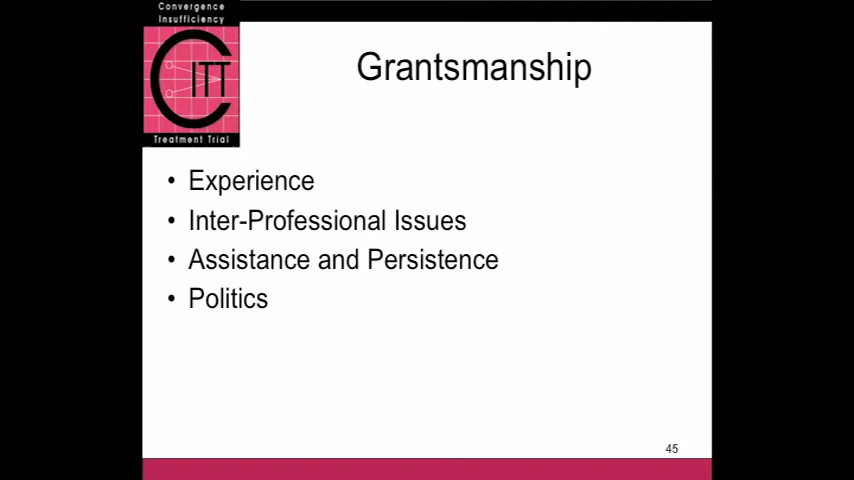 Convergence
Insufficiency
CITT
Treatment Trial
Grantsmanship
• Experience
• Inter-Professional Issues
• Assistance and Persistence
• Politics
45